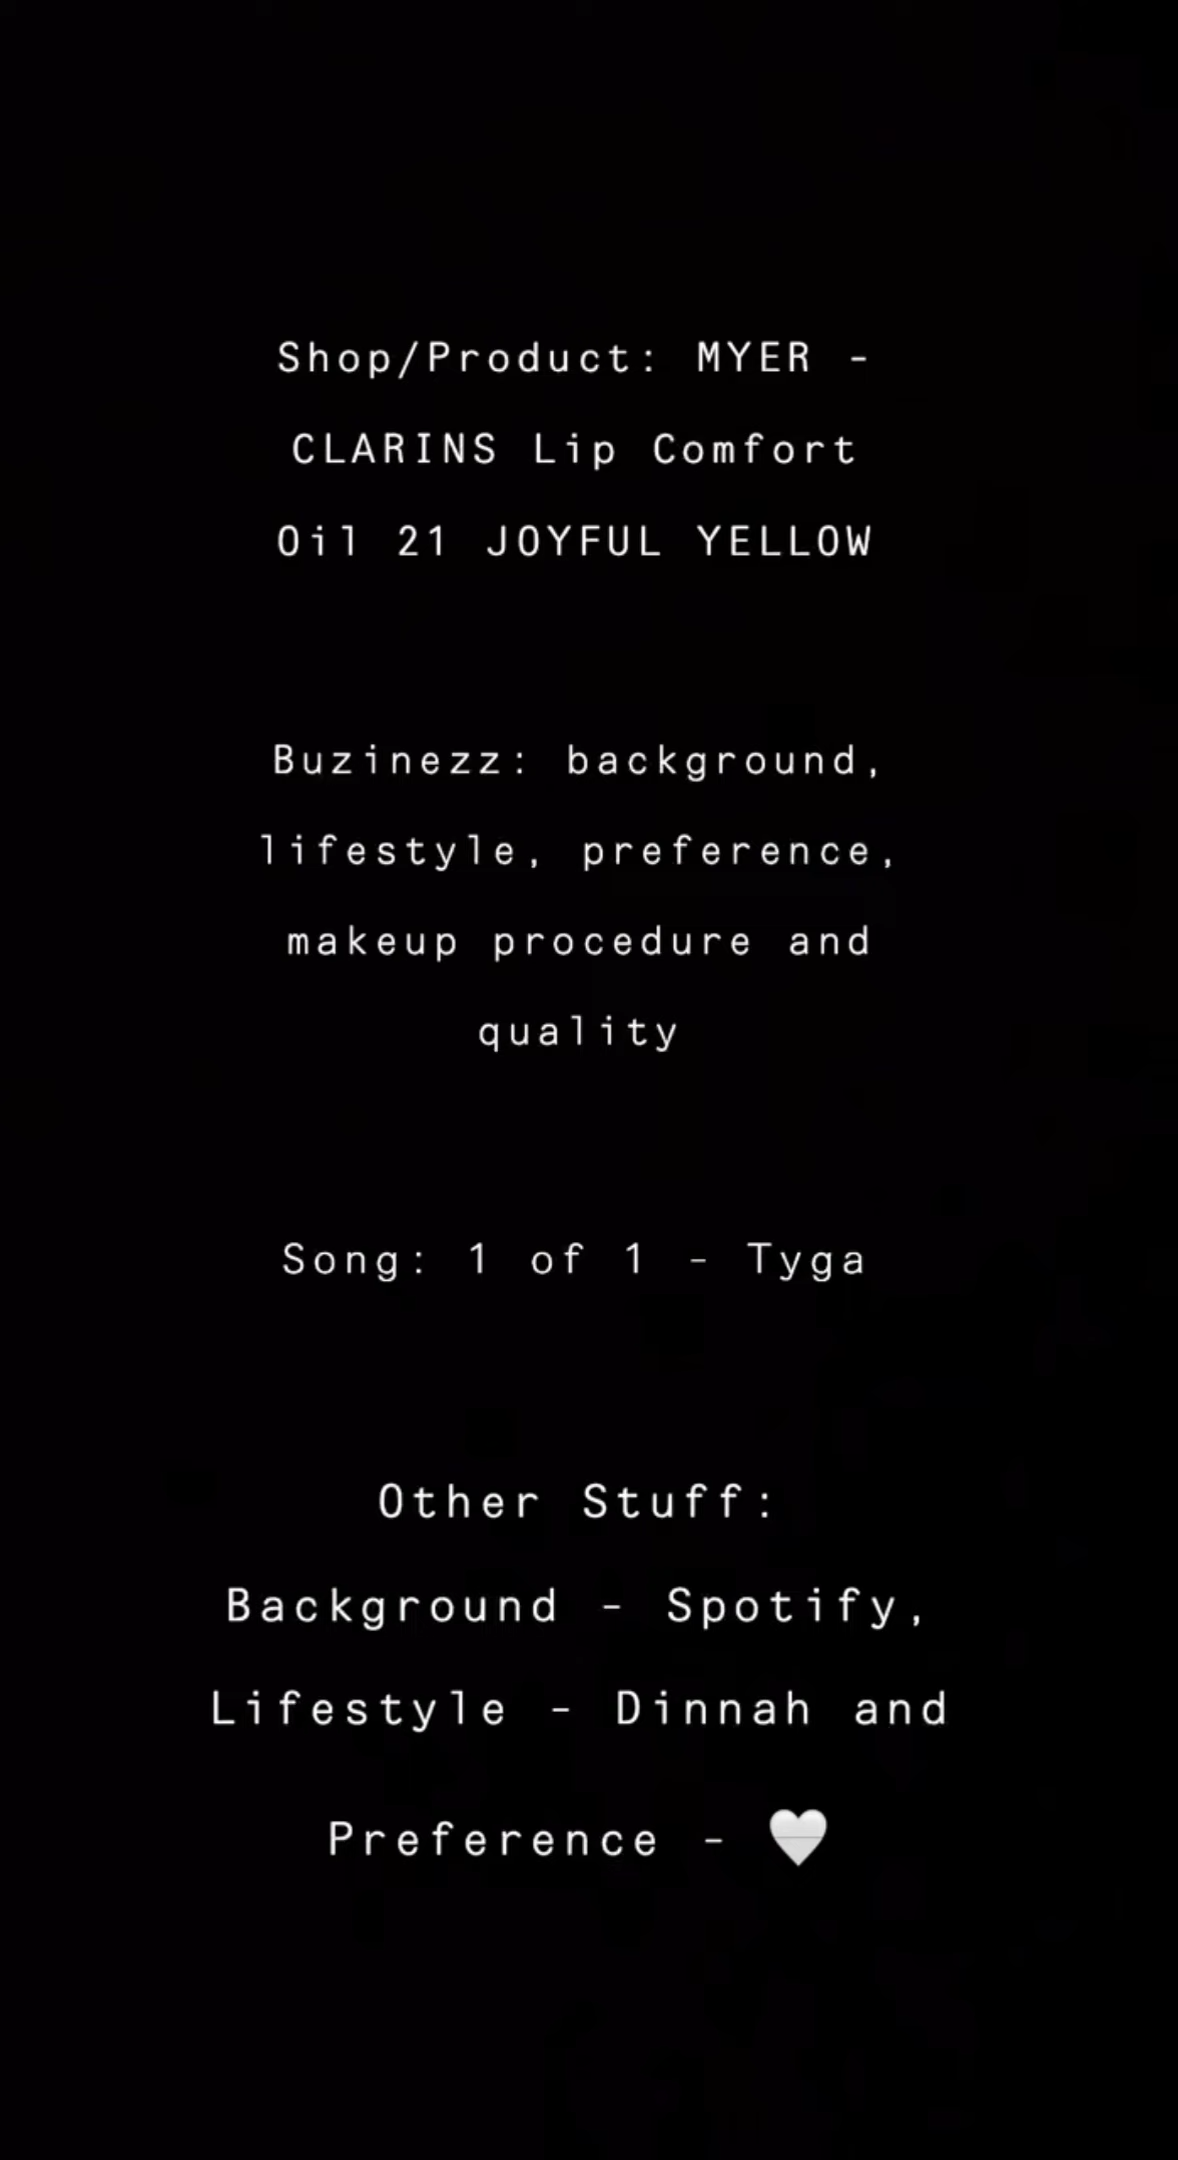 Shop/Product: MYER -
CLARINS Lip Comfort
Oil 21 JOYFUL YELLOW
Buzinezz: background,
lifestyle, preference,
makeup procedure and
quality
Song: 1 of 1 - Tyga
Other Stuff:
Background - Spotify,
Lifestyle - Dinnah and
Preference - 🤍